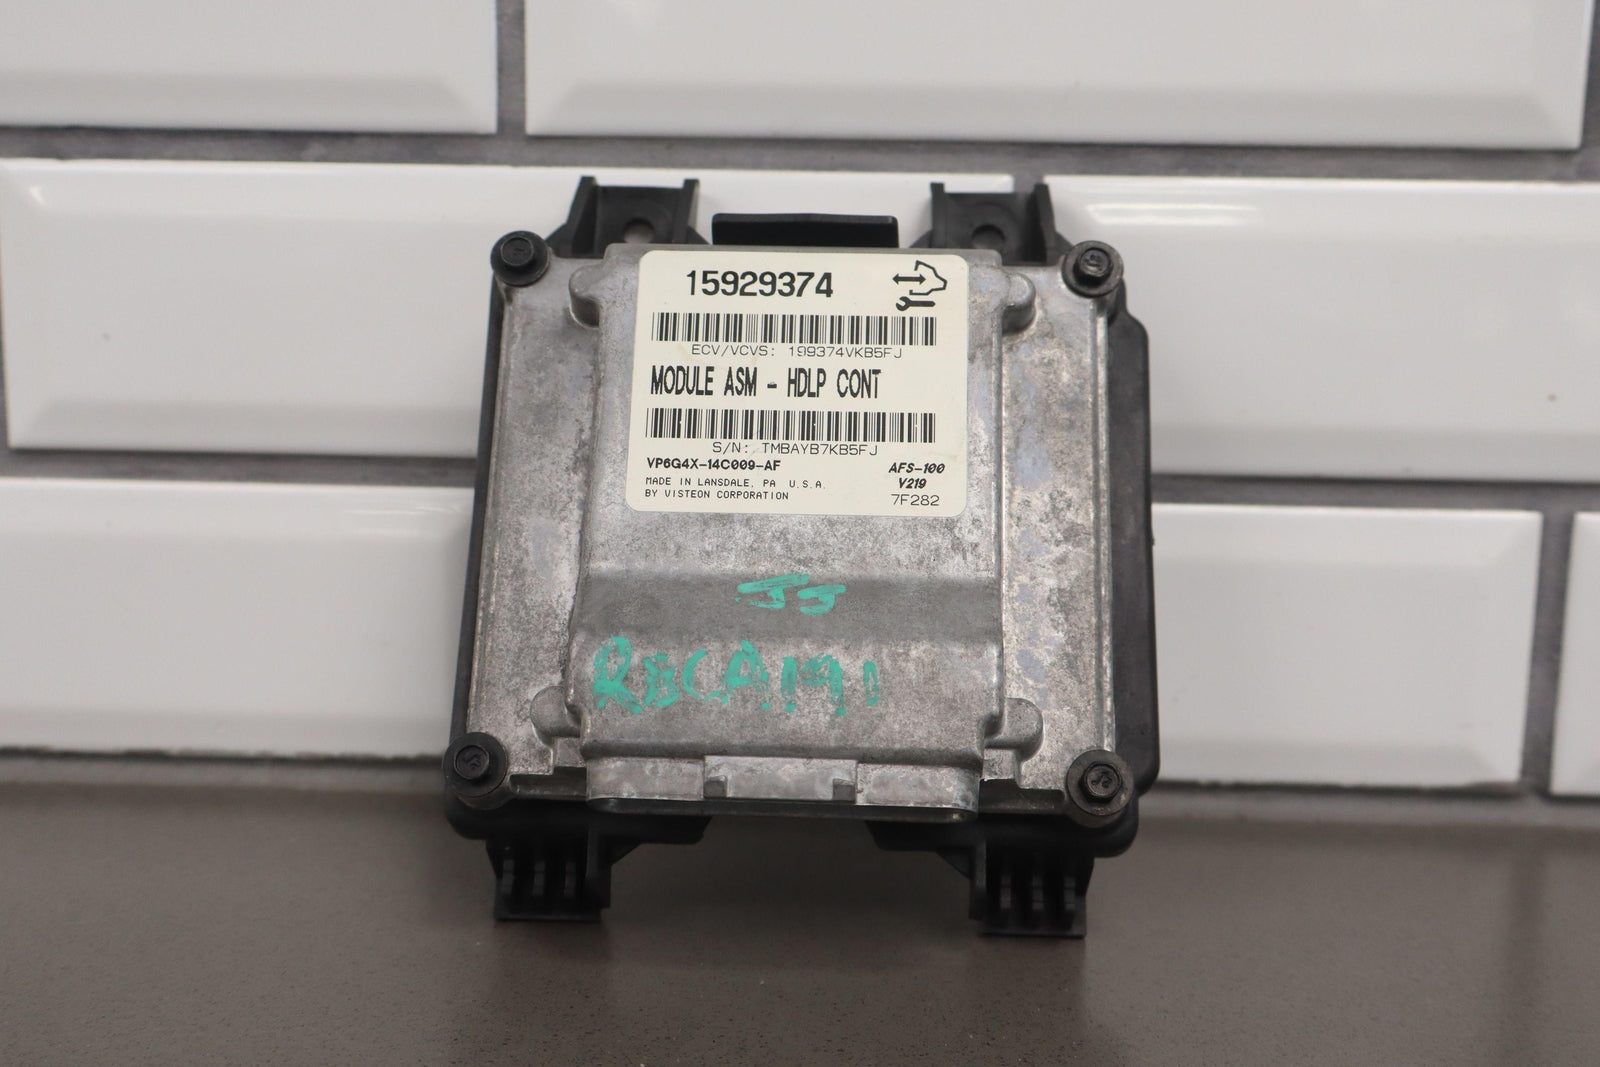 15929374
ECV/VCVS: 199374VKB5FJ
MODULE ASM - HDLP CONT
S/N: TMBAYB7KB5FJ
VP6G4X-14C009-AF
AFS-100
V219
MADE IN LANSDALE, PA U.S.A.
BY VISTEON CORPORATION
7F282
JJ